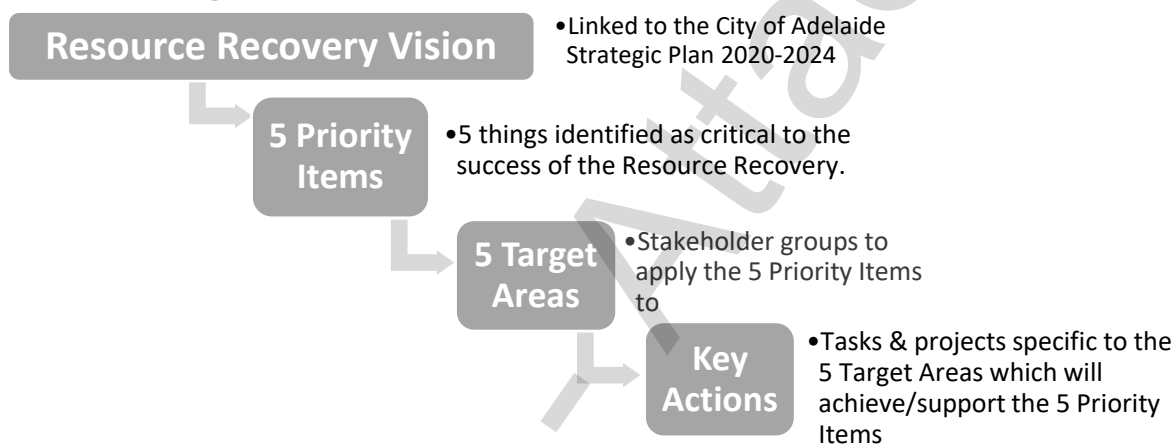 Resource Recovery Vision
•Linked to the City of Adelaide
Strategic Plan 2020-2024
5 Priority
Items
•5 things identified as critical to the
success of the Resource Recovery.
5 Target
Areas
•Stakeholder groups to
apply the 5 Priority Items
to
Key
Actions
•Tasks & projects specific to the
5 Target Areas which will
achieve/support the 5 Priority
Items